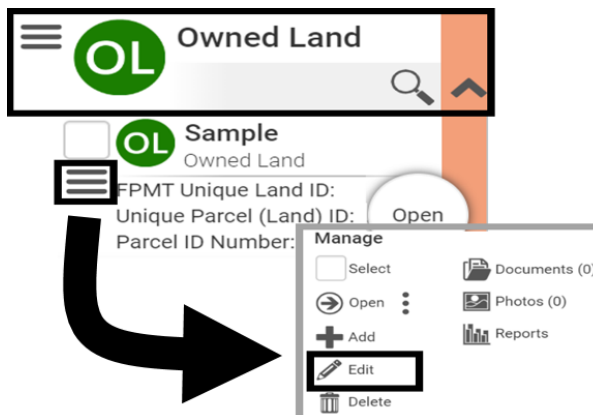 OL Owned Land
OL Sample
Owned Land
FPMT Unique Land ID:
Unique Parcel (Land) ID:
Open
Parcel ID Number:
Manage
Select
Documents (0)
Open
Photos (0)
Add
Reports
Edit
Delete